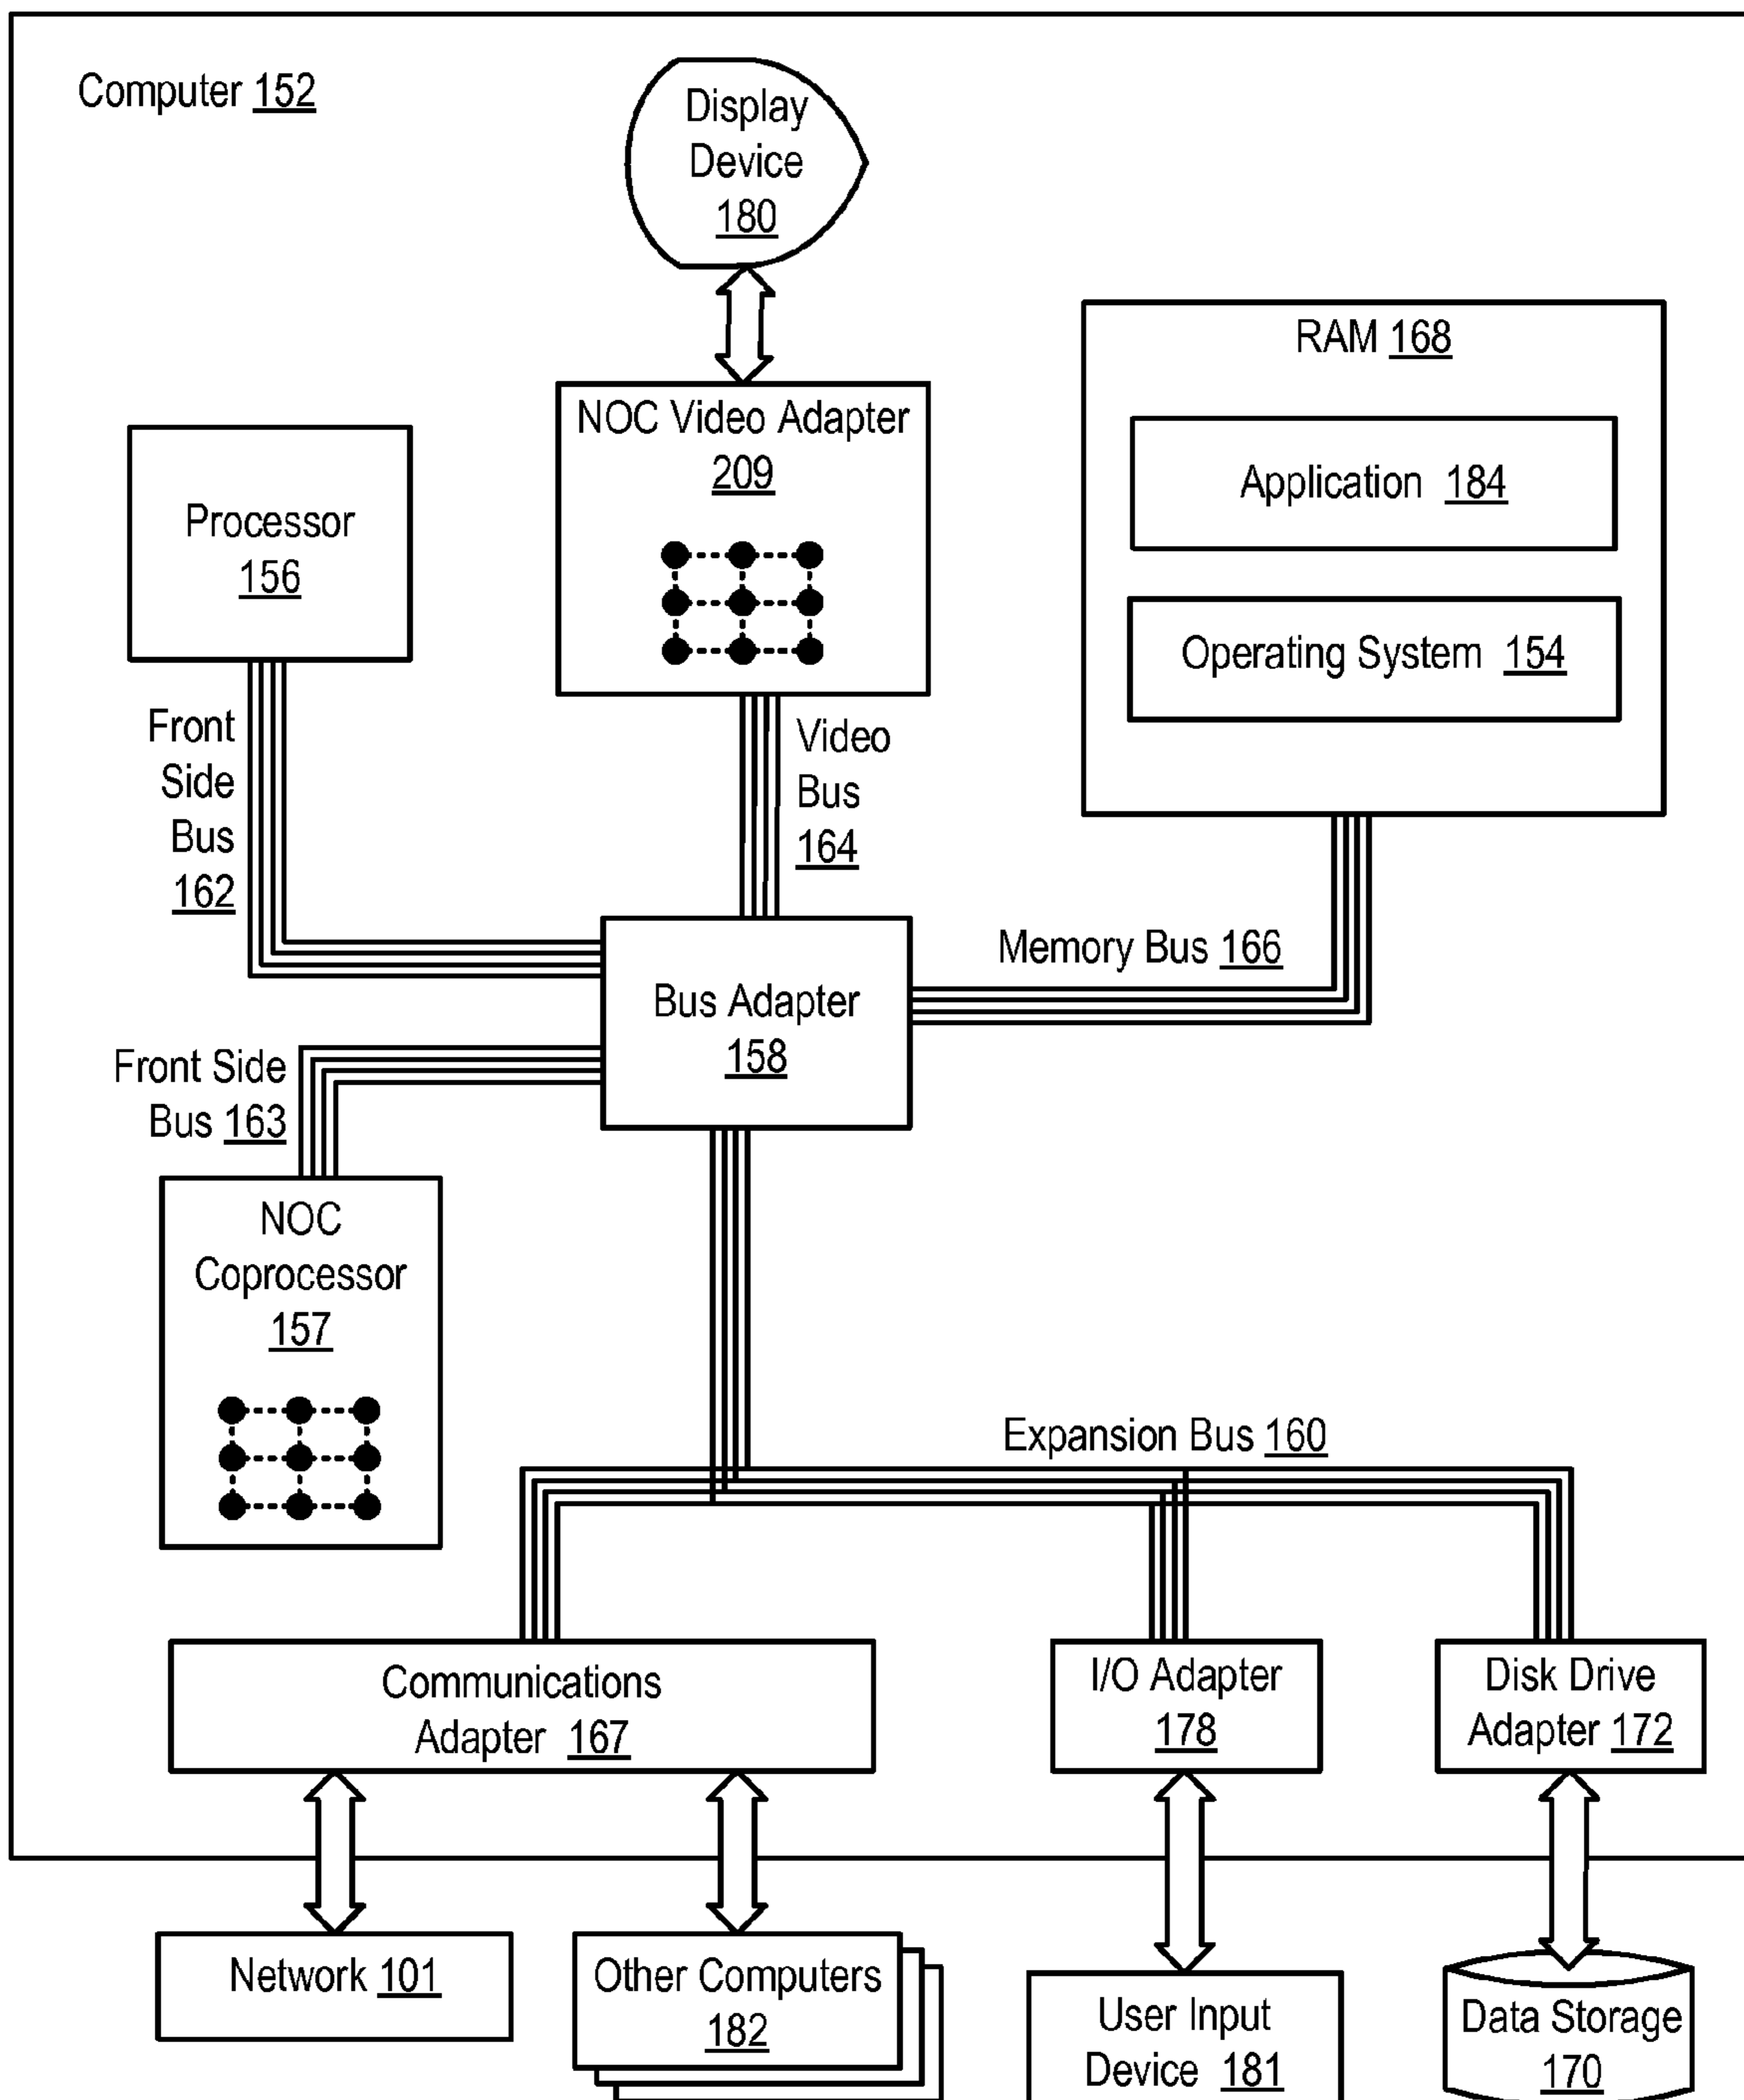 Computer 152
Display
Device
180
RAM 168
NOC Video Adapter
209
Application 184
Processor
156
Operating System 154
Front
Side
Bus
162
Video
Bus
164
Memory Bus 166
Bus Adapter
158
Front Side
Bus 163
NOC
Coprocessor
157
Expansion Bus 160
Communications
Adapter 167
I/O Adapter
178
Disk Drive
Adapter 172
Network 101
Other Computers
182
User Input
Device 181
Data Storage
170